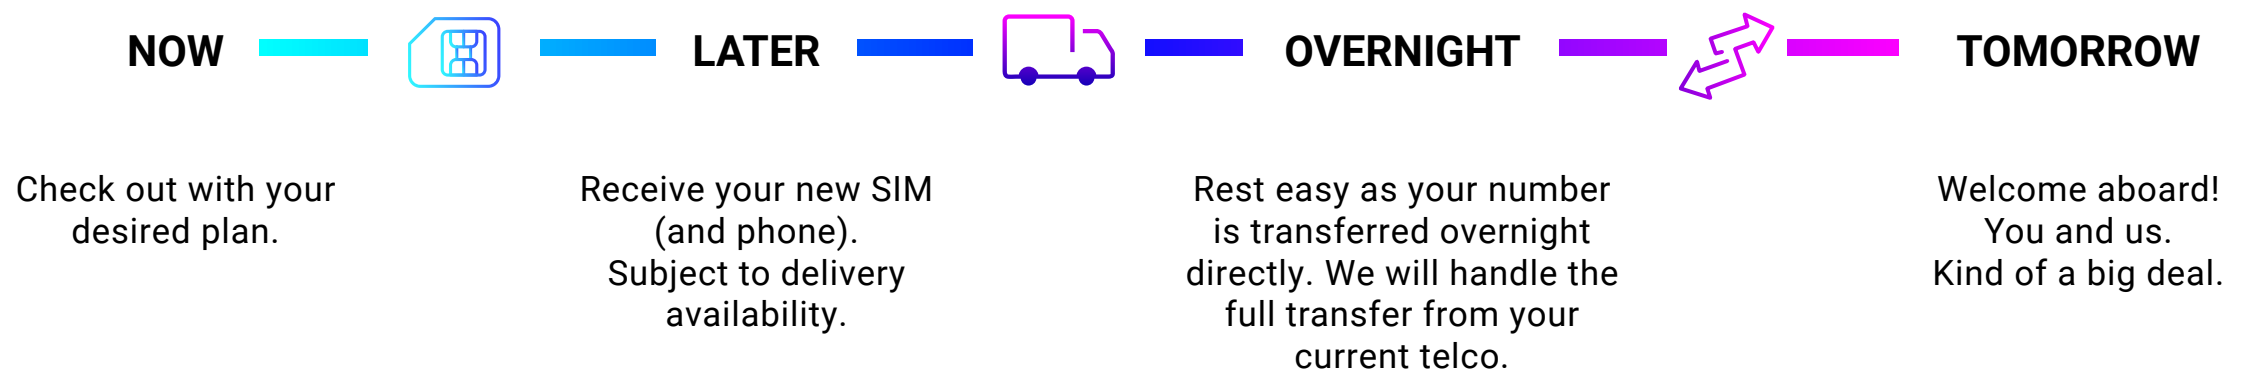 NOW
LATER
OVERNIGHT
TOMORROW
Check out with your
desired plan.
Receive your new SIM
(and phone).
Subject to delivery
availability.
Rest easy as your number
is transferred overnight
directly. We will handle the
full transfer from your
current telco.
Welcome aboard!
You and us.
Kind of a big deal.